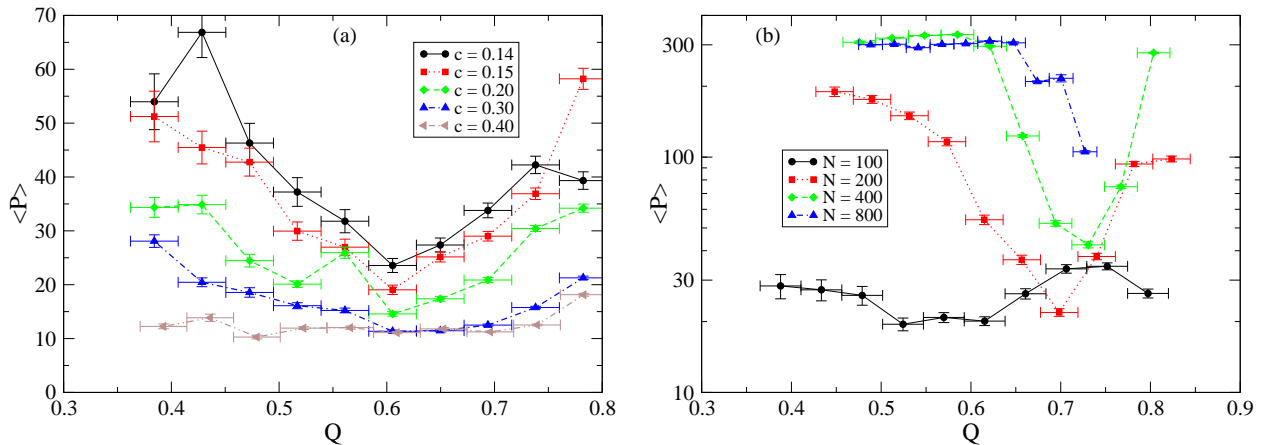 (a)
c = 0.14
c = 0.15
c = 0.20
c = 0.30
c = 0.40
<P>
70
60
50
40
30
20
10
0
0.3 0.4 0.5 0.6 0.7 0.8
Q
(b)
N = 100
N = 200
N = 400
N = 800
<P>
300
100
30
10
0.3 0.4 0.5 0.6 0.7 0.8 0.9
Q